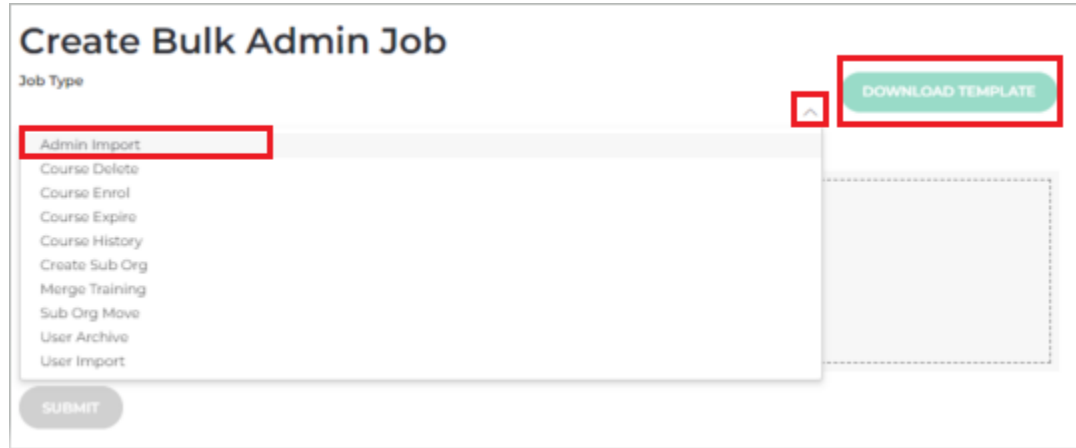 Create Bulk Admin Job
Job Type
DOWNLOAD TEMPLATE
Admin Import
Course Delete
Course Enrol
Course Expire
Course History
Create Sub Org
Merge Training
Sub Org Move
User Archive
User Import
SUBMIT